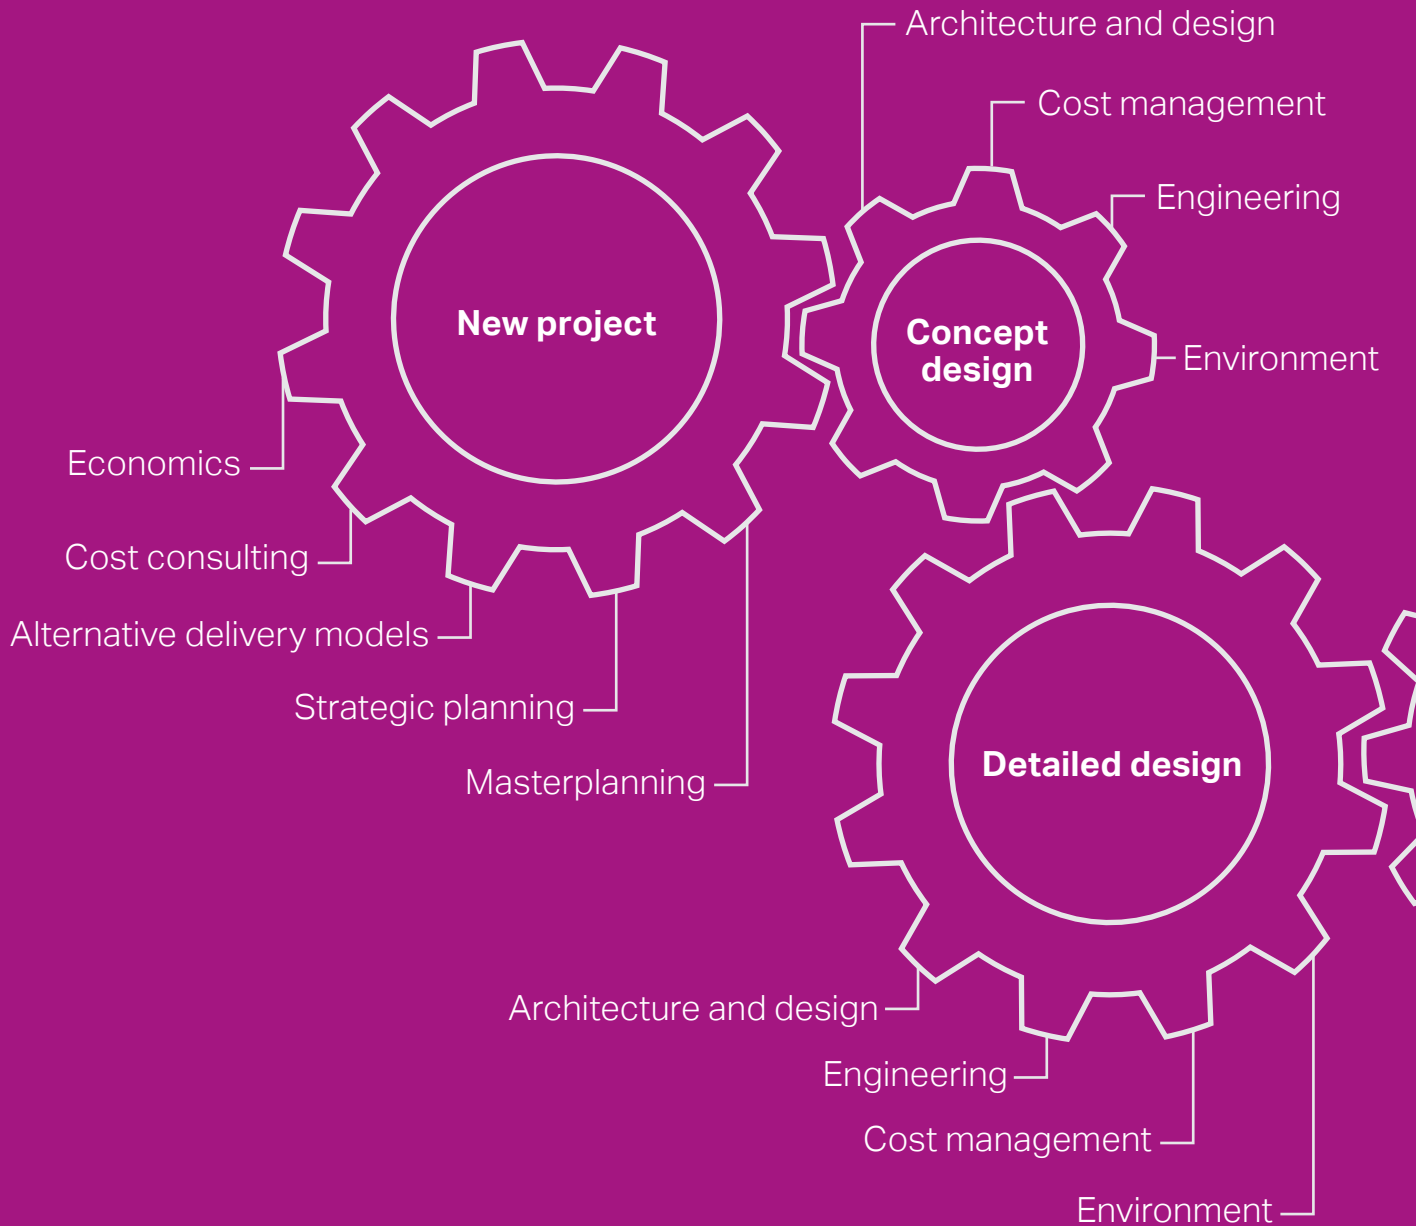 Architecture and design
Cost management
Engineering
New project
Concept
design
Environment
Economics
Cost consulting
Alternative delivery models
Strategic planning
Masterplanning
Detailed design
Architecture and design
Engineering
Cost management
Environment